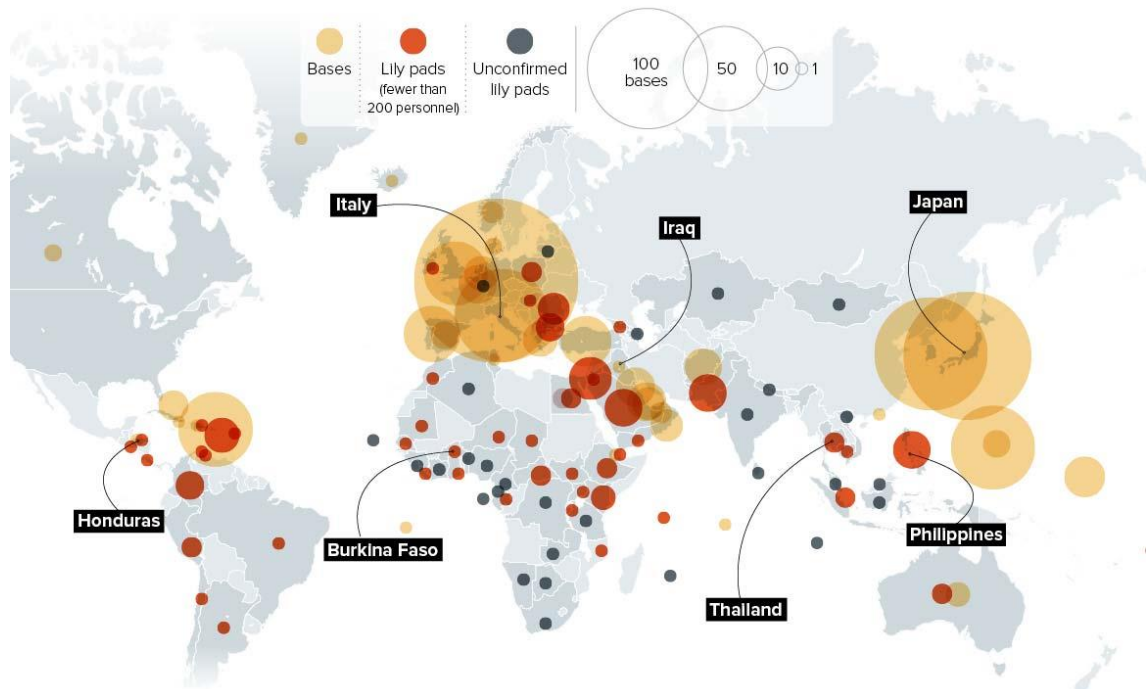 Bases
Lily pads
(fewer than
200 personnel)
Unconfirmed
lily pads
100
bases
50
10
1
Italy
Iraq
Japan
Honduras
Burkina Faso
Thailand
Philippines